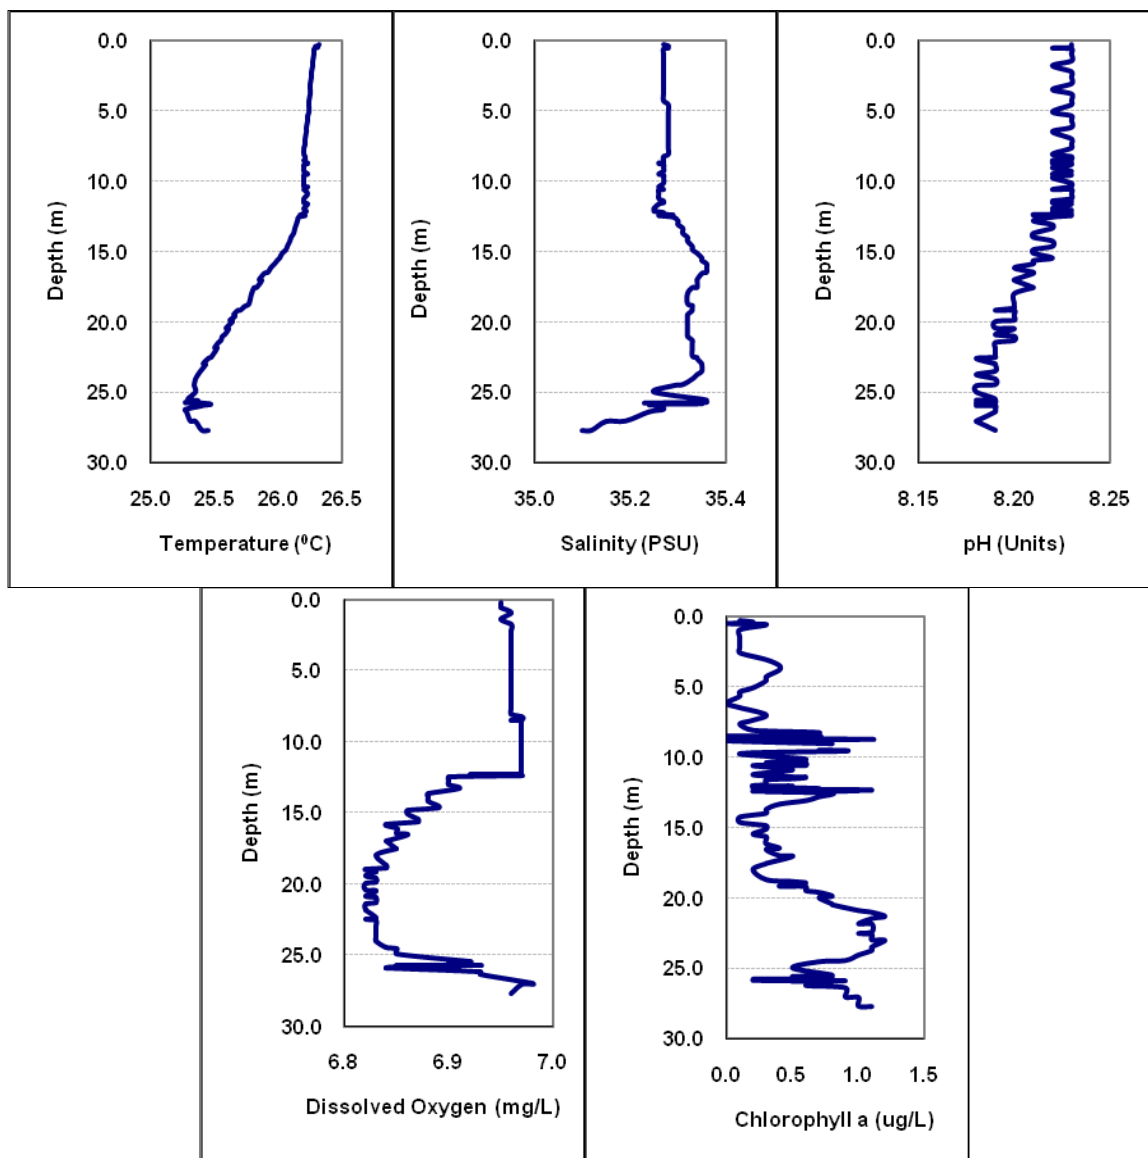 0.0
5.0
10.0
15.0
20.0
25.0
30.0
Depth (m)
25.0 25.5 26.0 26.5
Temperature (⁰C)
0.0
5.0
10.0
15.0
20.0
25.0
30.0
Depth (m)
35.0 35.2 35.4
Salinity (PSU)
0.0
5.0
10.0
15.0
20.0
25.0
30.0
Depth (m)
8.15 8.20 8.25
pH (Units)
0.0
5.0
10.0
15.0
20.0
25.0
30.0
Depth (m)
6.8 6.9 7.0
Dissolved Oxygen (mg/L)
0.0
5.0
10.0
15.0
20.0
25.0
30.0
Depth (m)
0.0 0.5 1.0 1.5
Chlorophyll a (ug/L)